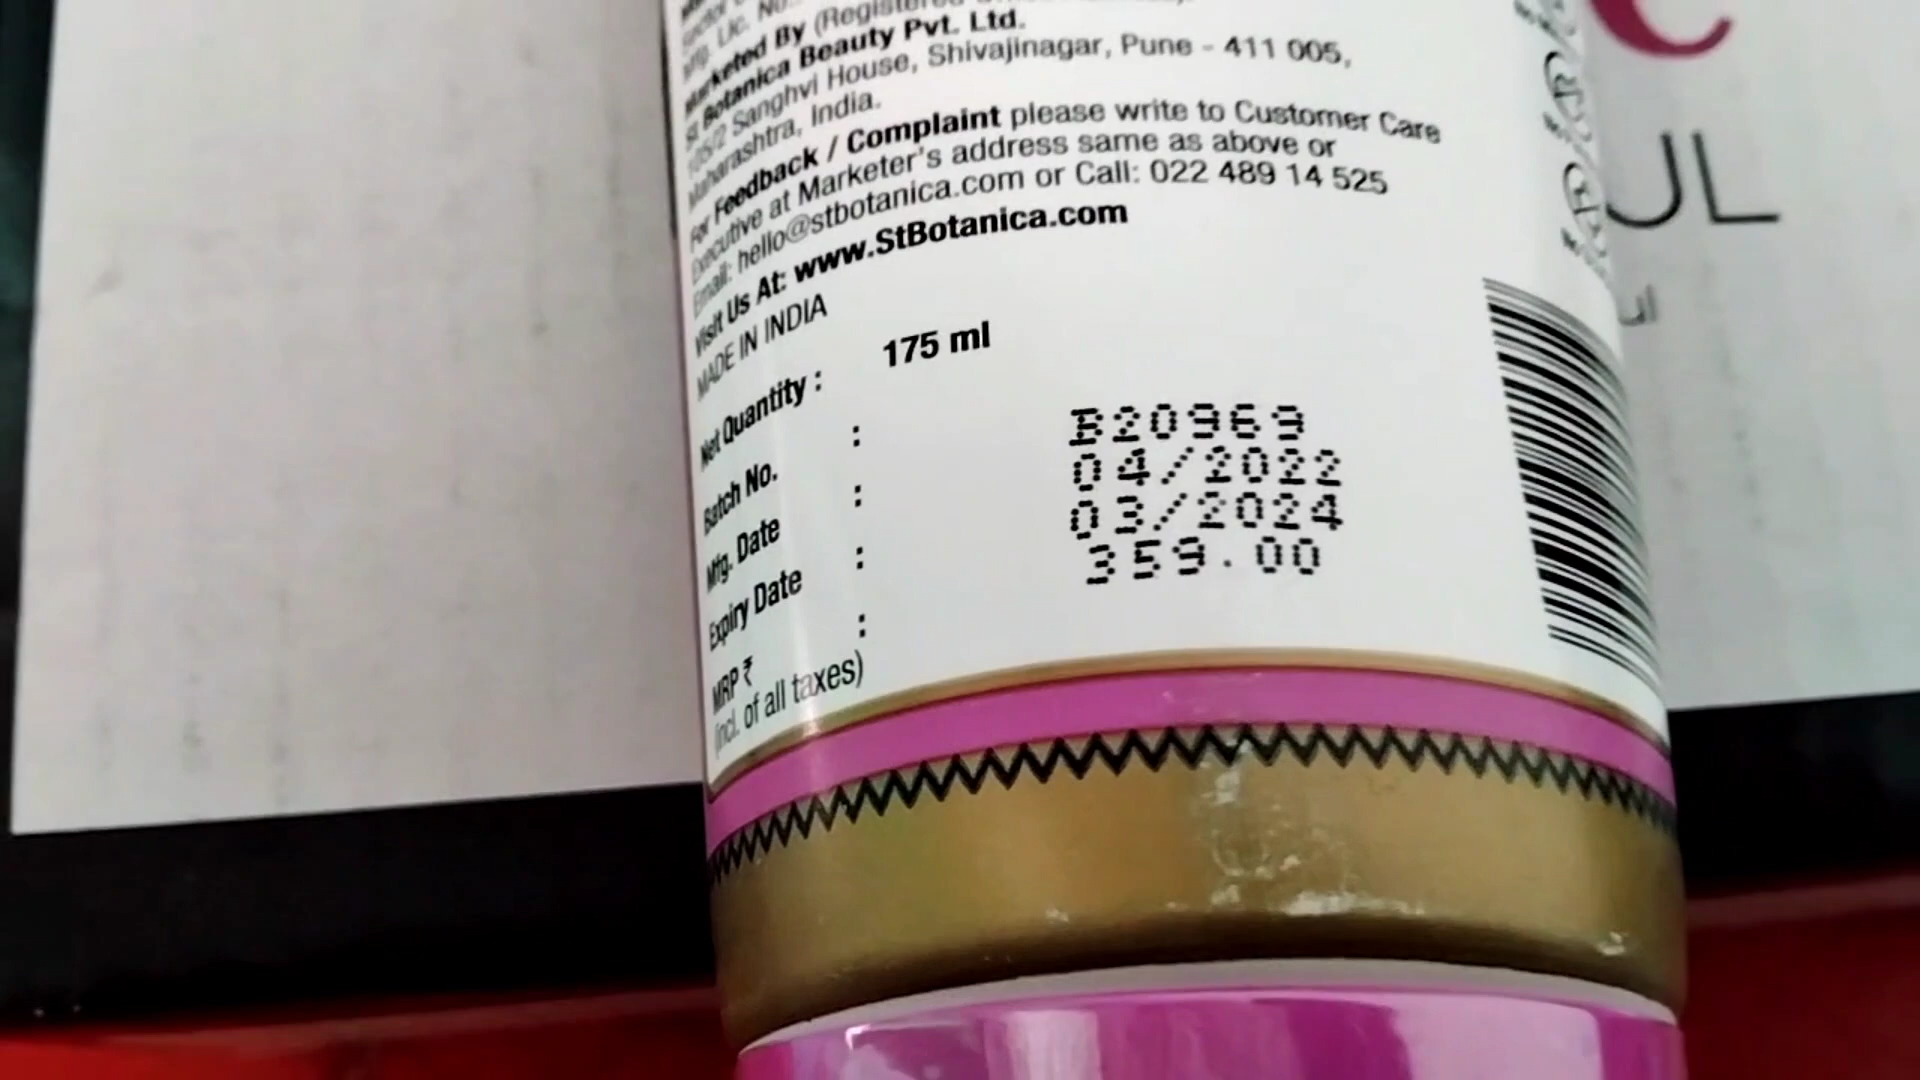 Mfg. Lic. No.
Marketed By (Registered
St Botanica Beauty Pvt. Ltd.
Sanghvi House, Shivajinagar, Pune - 411 005,
Maharashtra, India.
For Feedback / Complaint please write to Customer Care
Executive at Marketer's address same as above or
Email: hello@stbotanica.com or Call: 022 489 14 525
Visit Us At: www.StBotanica.com
MADE IN INDIA
Net Quantity : 175 ml
Batch No. : B20969
Mfg. Date : 04/2022
Expiry Date : 03/2024
MRP ₹ : 359.00
(incl. of all taxes)
UL